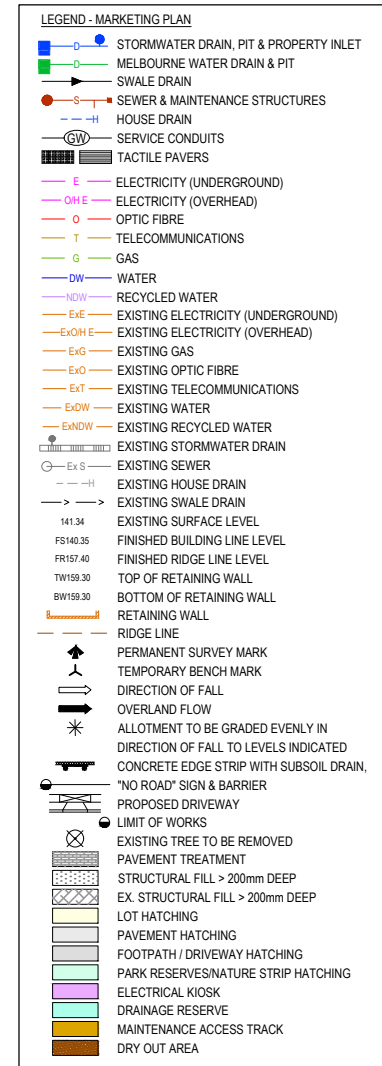 LEGEND - MARKETING PLAN
D STORMWATER DRAIN, PIT & PROPERTY INLET
D MELBOURNE WATER DRAIN & PIT
SWALE DRAIN
S SEWER & MAINTENANCE STRUCTURES
H HOUSE DRAIN
GW SERVICE CONDUITS
TACTILE PAVERS
E ELECTRICITY (UNDERGROUND)
O/H E ELECTRICITY (OVERHEAD)
O OPTIC FIBRE
T TELECOMMUNICATIONS
G GAS
DW WATER
NDW RECYCLED WATER
ExE EXISTING ELECTRICITY (UNDERGROUND)
ExO/H E EXISTING ELECTRICITY (OVERHEAD)
ExG EXISTING GAS
ExO EXISTING OPTIC FIBRE
ExT EXISTING TELECOMMUNICATIONS
ExDW EXISTING WATER
ExNDW EXISTING RECYCLED WATER
EXISTING STORMWATER DRAIN
Ex S EXISTING SEWER
H EXISTING HOUSE DRAIN
EXISTING SWALE DRAIN
141.34 EXISTING SURFACE LEVEL
FS140.35 FINISHED BUILDING LINE LEVEL
FR157.40 FINISHED RIDGE LINE LEVEL
TW159.30 TOP OF RETAINING WALL
BW159.30 BOTTOM OF RETAINING WALL
RETAINING WALL
RIDGE LINE
PERMANENT SURVEY MARK
TEMPORARY BENCH MARK
DIRECTION OF FALL
OVERLAND FLOW
ALLOTMENT TO BE GRADED EVENLY IN
DIRECTION OF FALL TO LEVELS INDICATED
CONCRETE EDGE STRIP WITH SUBSOIL DRAIN,
"NO ROAD" SIGN & BARRIER
PROPOSED DRIVEWAY
LIMIT OF WORKS
EXISTING TREE TO BE REMOVED
PAVEMENT TREATMENT
STRUCTURAL FILL > 200mm DEEP
EX. STRUCTURAL FILL > 200mm DEEP
LOT HATCHING
PAVEMENT HATCHING
FOOTPATH / DRIVEWAY HATCHING
PARK RESERVES/NATURE STRIP HATCHING
ELECTRICAL KIOSK
DRAINAGE RESERVE
MAINTENANCE ACCESS TRACK
DRY OUT AREA